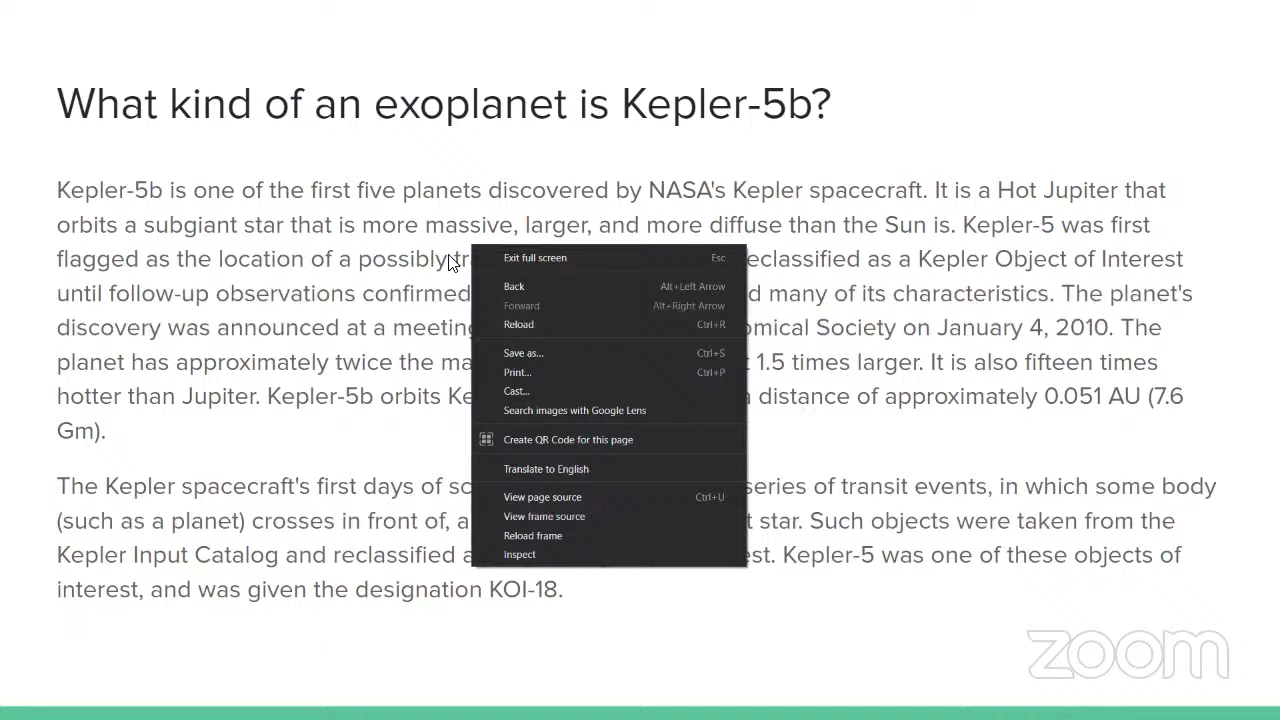 What kind of an exoplanet is Kepler-5b?
Kepler-5b is one of the first five planets discovered by NASA's Kepler spacecraft. It is a Hot Jupiter that
orbits a subgiant star that is more massive, larger, and more diffuse than the Sun is. Kepler-5 was first
flagged as the location of a possibly eclassified as a Kepler Object of Interest
until follow-up observations confirmed many of its characteristics. The planet's
discovery was announced at a meeting Society on January 4, 2010. The
planet has approximately twice the 1.5 times larger. It is also fifteen times
hotter than Jupiter. Kepler-5b orbits distance of approximately 0.051 AU (7.6
Gm).
The Kepler spacecraft's first days of series of transit events, in which some body
(such as a planet) crosses in front of, star. Such objects were taken from the
Kepler Input Catalog and reclassified Kepler-5 was one of these objects of
interest, and was given the designation KOI-18.
Exit full screen Esc
Back Alt+Left Arrow
Forward Alt+Right Arrow
Reload Ctrl+R
Save as... Ctrl+S
Print... Ctrl+P
Cast...
Search images with Google Lens
Create QR Code for this page
Translate to English
View page source Ctrl+U
View frame source
Reload frame
Inspect
zoom